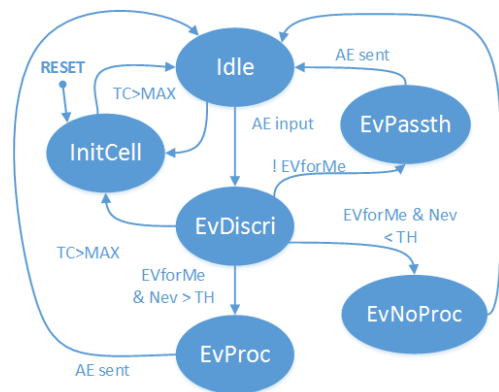 Idle
AE sent
RESET
TC>MAX
AE input
EvPassth
InitCell
! EVforMe
EvDiscri
EVforMe & Nev
< TH
TC>MAX
EVforMe
& Nev > TH
EvNoProc
EvProc
AE sent